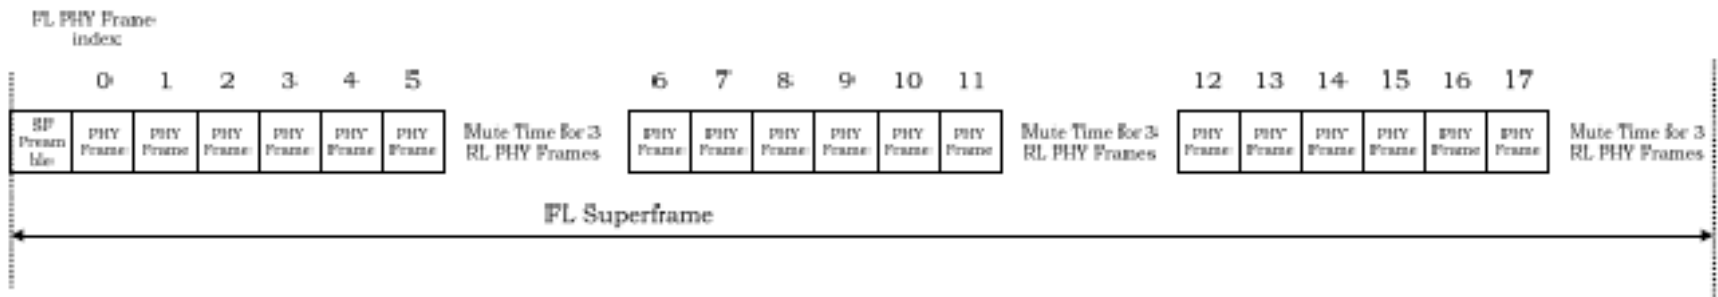 FL PHY Frame
index:
0 1 2 3 4 5 6 7 8 9 10 11 12 13 14 15 16 17
SF
Pream
ble
PHY
Frame
PHY
Frame
PHY
Frame
PHY
Frame
PHY
Frame
PHY
Frame
Mute Time for 3
RL PHY Frames
PHY
Frame
PHY
Frame
PHY
Frame
PHY
Frame
PHY
Frame
PHY
Frame
Mute Time for 3
RL PHY Frames
PHY
Frame
PHY
Frame
PHY
Frame
PHY
Frame
PHY
Frame
PHY
Frame
Mute Time for 3
RL PHY Frames
FL Superframe